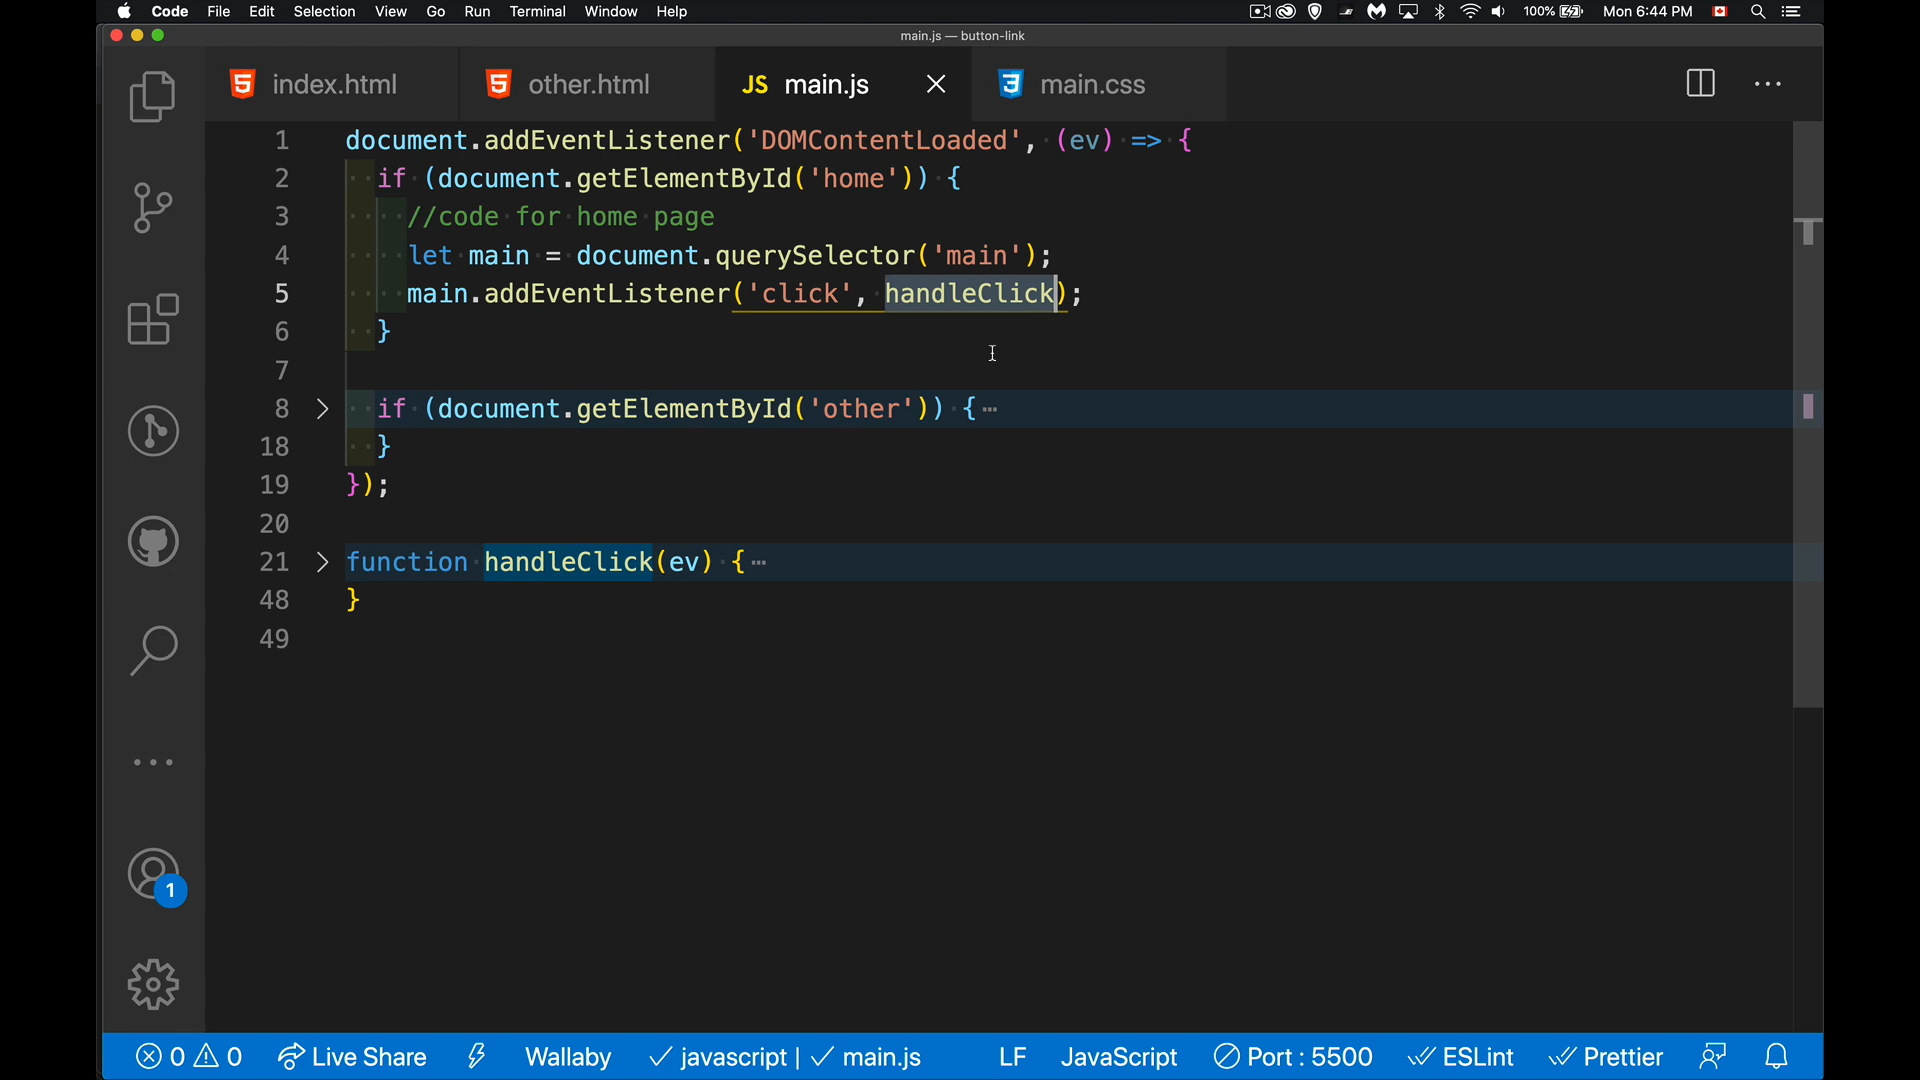 Code File Edit Selection View Go Run Terminal Window Help 100% Mon 6:44 PM
main.js — button-link
index.html other.html JS main.js main.css
1 document.addEventListener('DOMContentLoaded', (ev) => {
2 if (document.getElementById('home')) {
3 //code for home page
4 let main = document.querySelector('main');
5 main.addEventListener('click', handleClick);
6 }
7
8 if (document.getElementById('other')) {…
18 }
19 });
20
21 function handleClick(ev) {…
48 }
49
1
0 0 Live Share Wallaby javascript | main.js LF JavaScript Port : 5500 ESLint Prettier